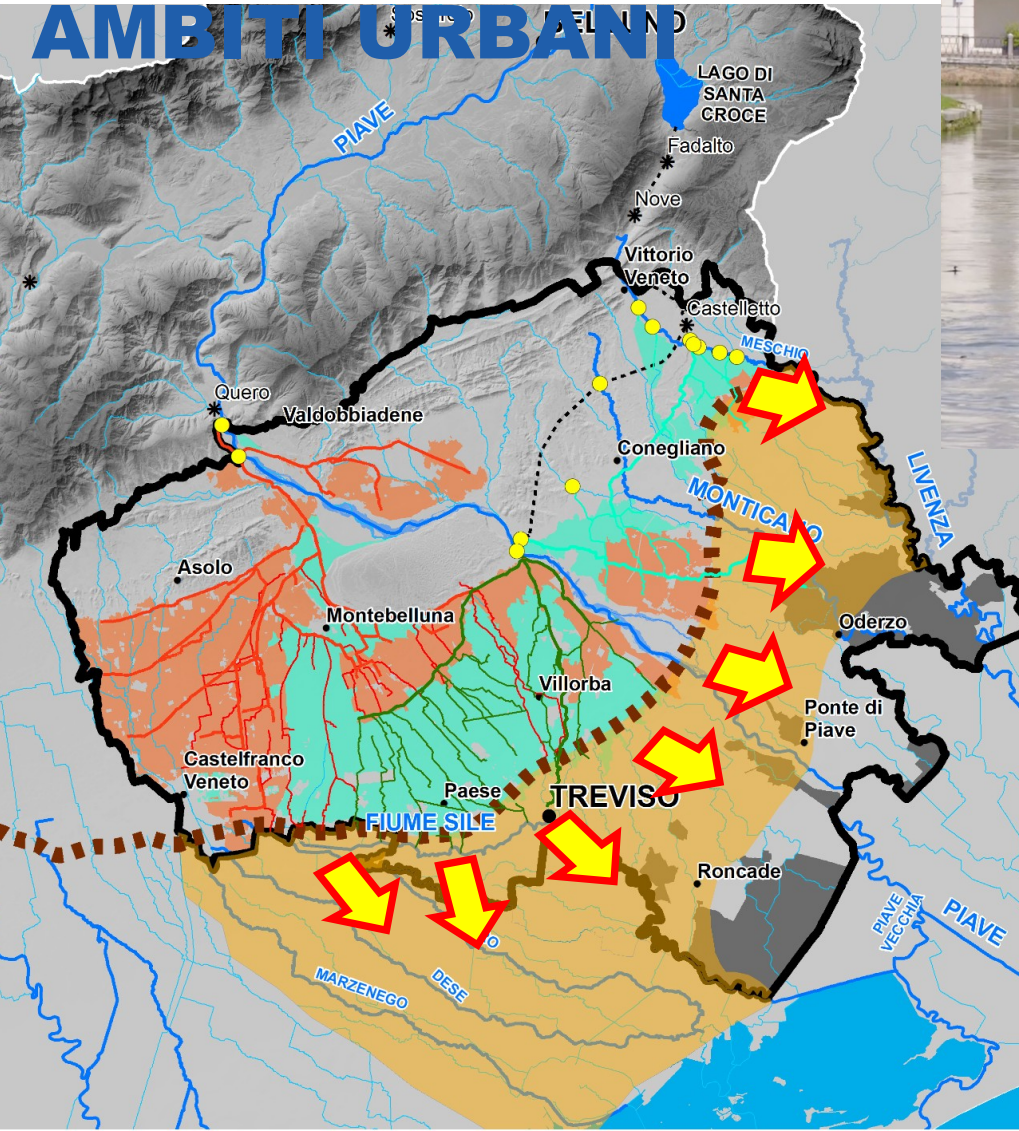 AMBITI URBANI
BELLUNO
LAGO DI
SANTA
CROCE
PIAVE
Fadalto
Nove
Vittorio
Veneto
Castelletto
MESCHIO
Quero
Valdobbiadene
Conegliano
LIVENZA
MONTICANO
Asolo
Montebelluna
Oderzo
Villorba
Ponte di
Piave
Castelfranco
Veneto
Paese
TREVISO
FIUME SILE
Roncade
PIAVE
VECCHIA
PIAVE
DESE
MARZENEGO